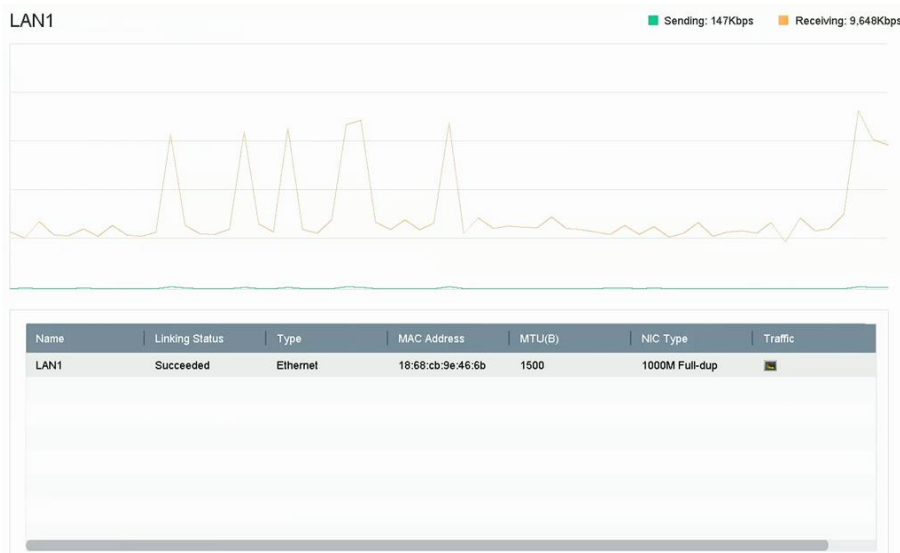 LAN1
Sending: 147Kbps Receiving: 9,648Kbps
Name Linking Status Type MAC Address MTU(B) NIC Type Traffic
LAN1 Succeeded Ethernet 18:68:cb:9e:46:6b 1500 1000M Full-dup